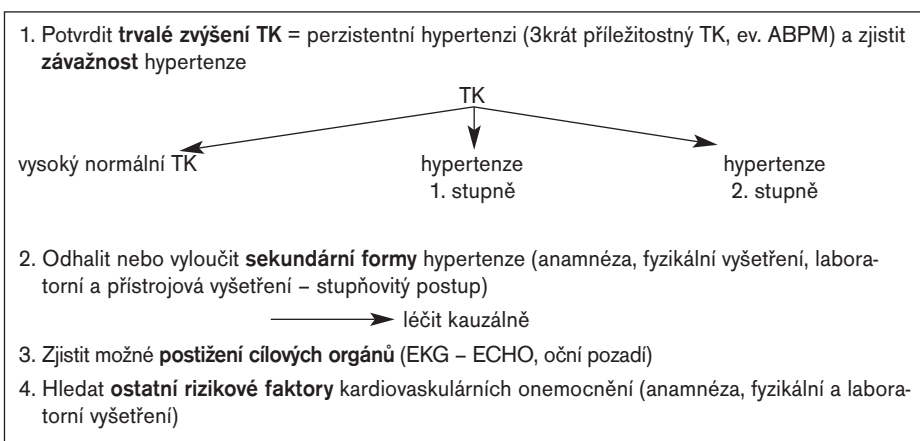 1. Potvrdit trvalé zvýšení TK = perzistentní hypertenzi (3krát příležitostný TK, ev. ABPM) a zjistit
závažnost hypertenze
TK
vysoký normální TK
hypertenze
1. stupně
hypertenze
2. stupně
2. Odhalit nebo vyloučit sekundární formy hypertenze (anamnéza, fyzikální vyšetření, labora-
torní a přístrojová vyšetření – stupňovitý postup)
léčit kauzálně
3. Zjistit možné postižení cílových orgánů (EKG – ECHO, oční pozadí)
4. Hledat ostatní rizikové faktory kardiovaskulárních onemocnění (anamnéza, fyzikální a labora-
torní vyšetření)